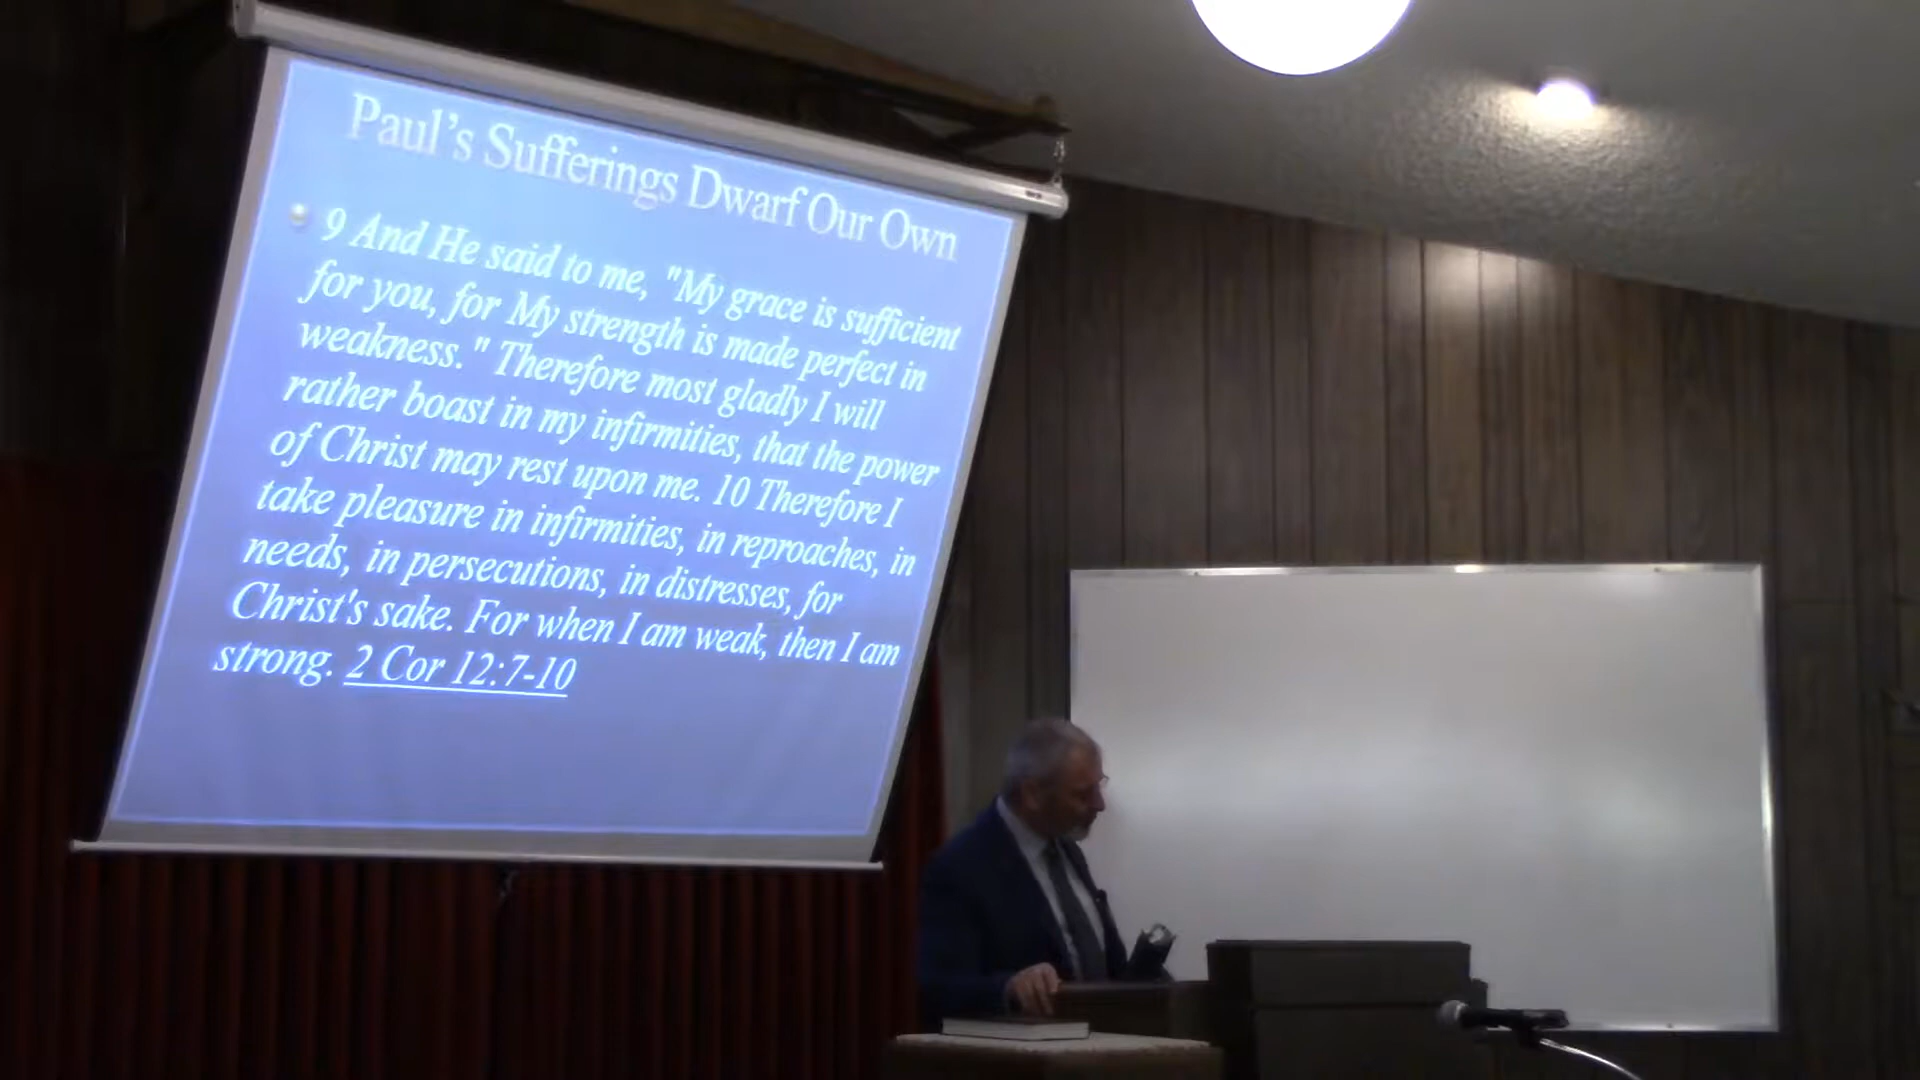 Paul's Sufferings Dwarf Our Own
9 And He said to me, "My grace is sufficient
for you, for My strength is made perfect in
weakness." Therefore most gladly I will
rather boast in my infirmities, that the power
of Christ may rest upon me. 10 Therefore I
take pleasure in infirmities, in reproaches, in
needs, in persecutions, in distresses, for
Christ's sake. For when I am weak, then I am
strong. 2 Cor 12:7-10